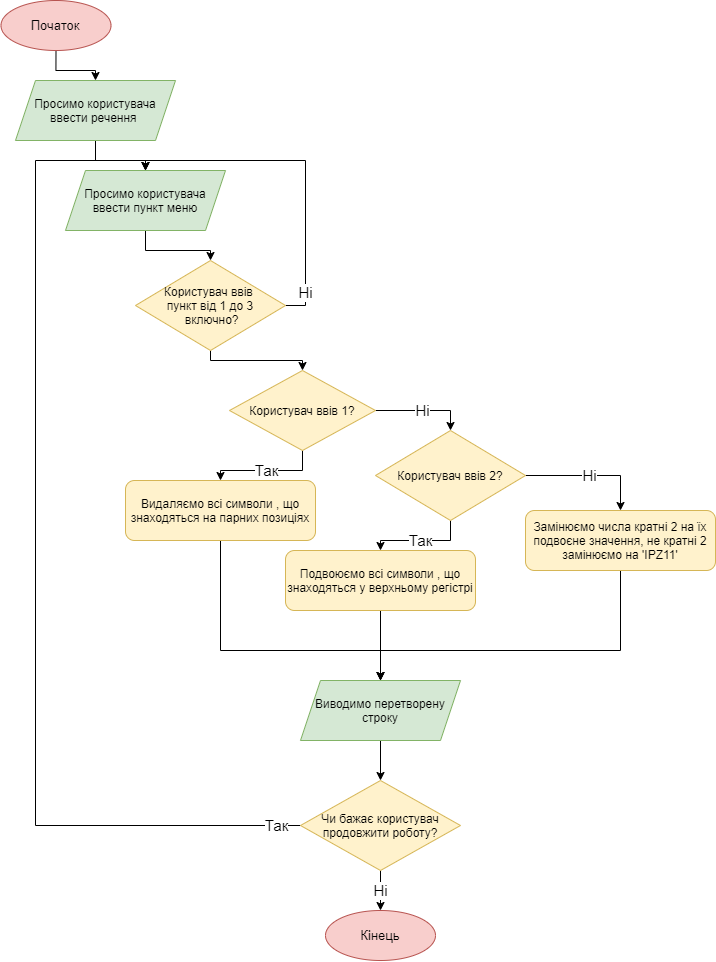 Початок
Просимо користувача
ввести речення
Просимо користувача
ввести пункт меню
Користувач ввів
пункт від 1 до 3
включно?
Ні
Користувач ввів 1?
Ні
Так
Користувач ввів 2?
Ні
Видаляємо всі символи , що
знаходяться на парних позиціях
Так
Замінюємо числа кратні 2 на їх
подвоєне значення, не кратні 2
замінюємо на 'IPZ11'
Подвоюємо всі символи , що
знаходяться у верхньому регістрі
Виводимо перетворену
строку
Чи бажає користувач
продовжити роботу?
Так
Ні
Кінець